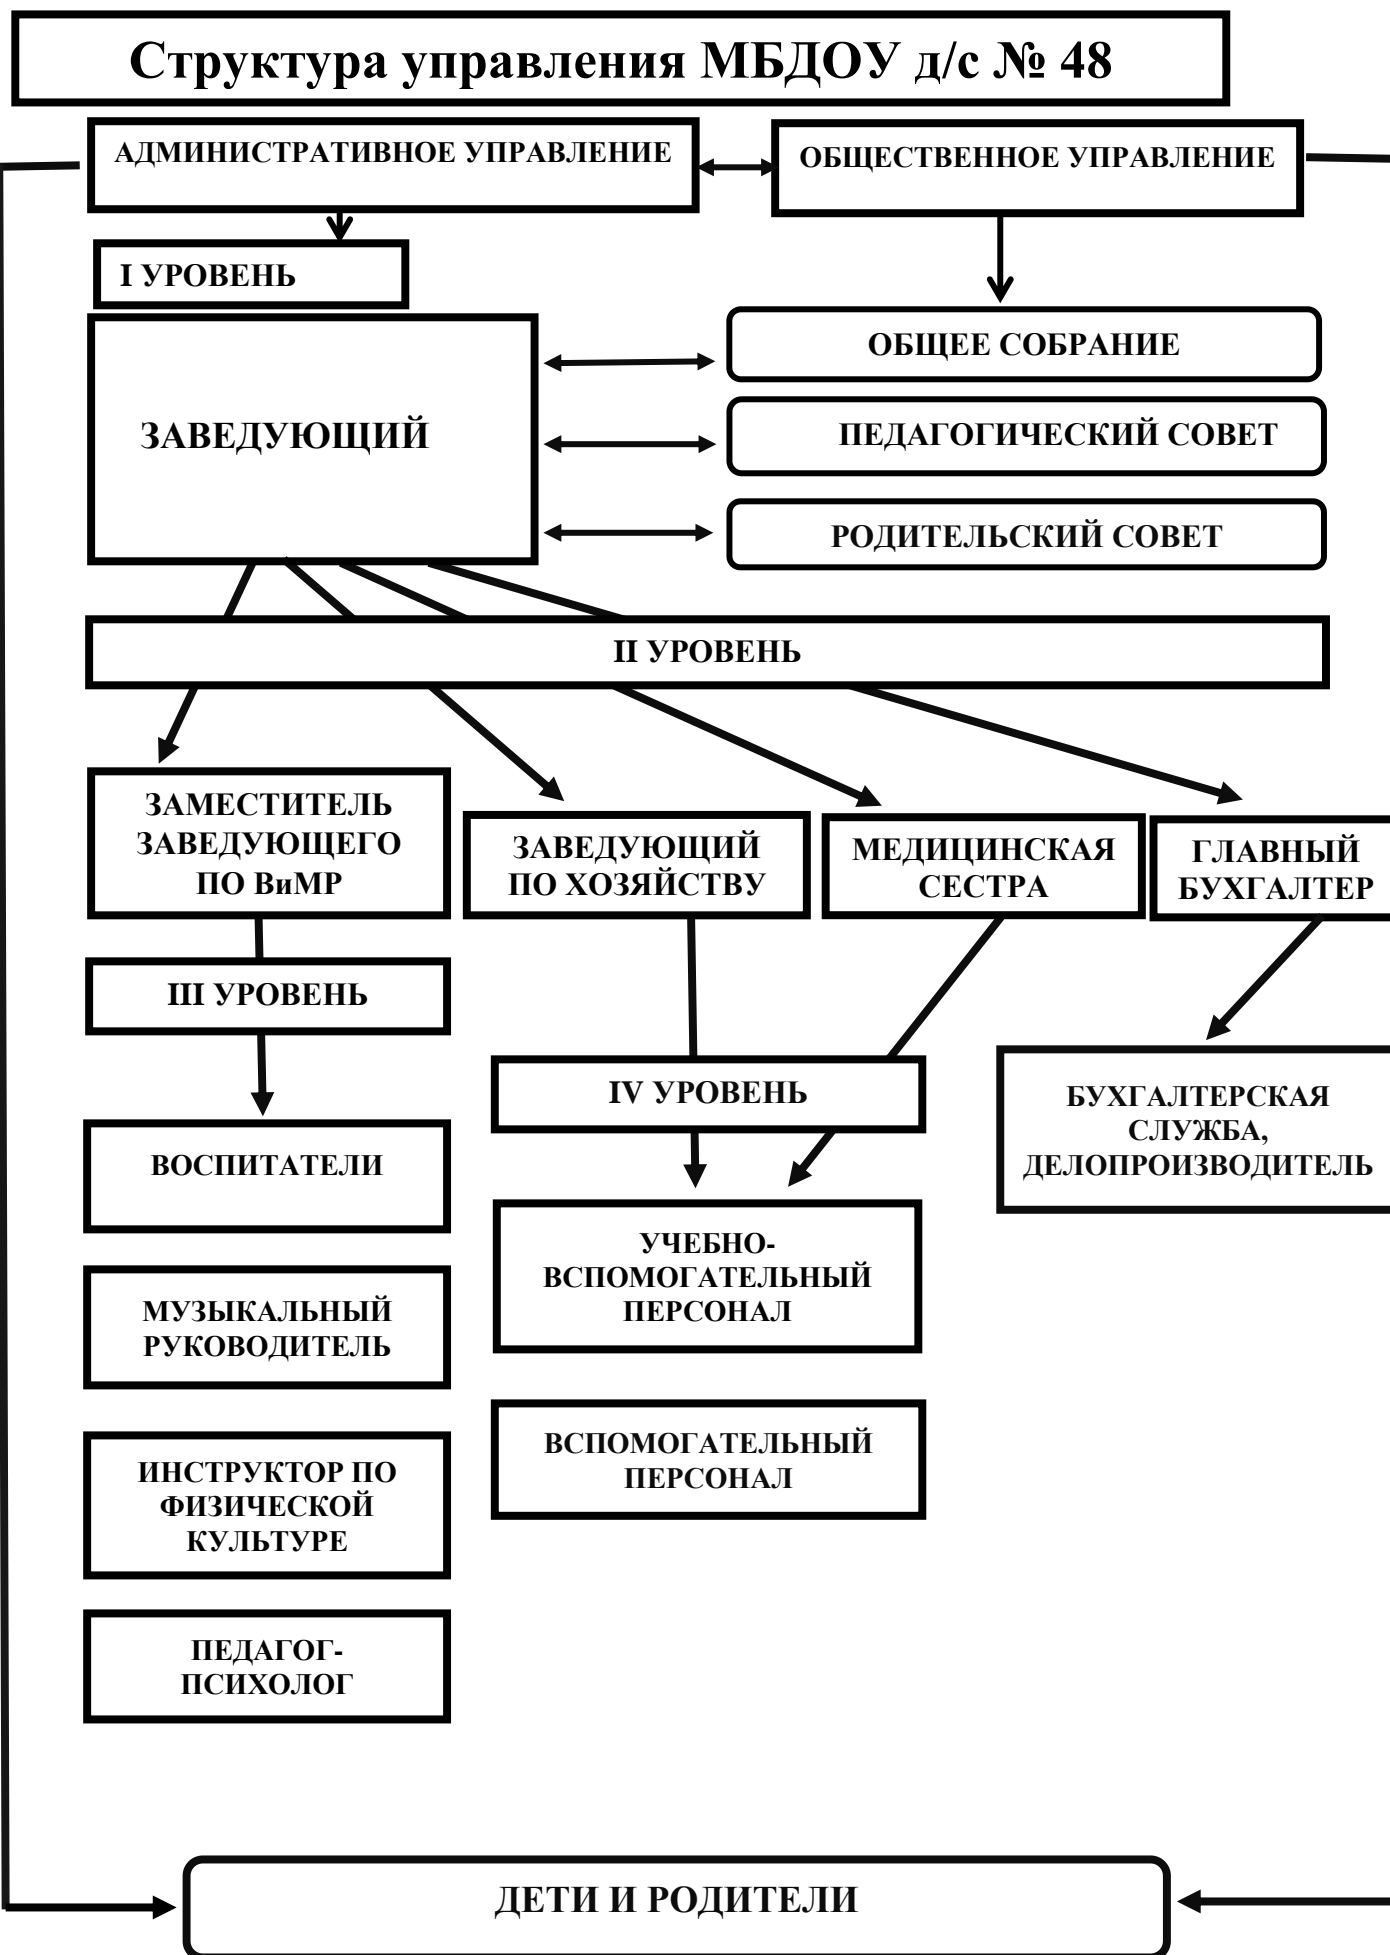 Структура управления МБДОУ д/с № 48
АДМИНИСТРАТИВНОЕ УПРАВЛЕНИЕ
ОБЩЕСТВЕННОЕ УПРАВЛЕНИЕ
I УРОВЕНЬ
ЗАВЕДУЮЩИЙ
ОБЩЕЕ СОБРАНИЕ
ПЕДАГОГИЧЕСКИЙ СОВЕТ
РОДИТЕЛЬСКИЙ СОВЕТ
II УРОВЕНЬ
ЗАМЕСТИТЕЛЬ
ЗАВЕДУЮЩЕГО
ПО ВиМР
ЗАВЕДУЮЩИЙ
ПО ХОЗЯЙСТВУ
МЕДИЦИНСКАЯ
СЕСТРА
ГЛАВНЫЙ
БУХГАЛТЕР
III УРОВЕНЬ
IV УРОВЕНЬ
БУХГАЛТЕРСКАЯ
СЛУЖБА,
ДЕЛОПРОИЗВОДИТЕЛЬ
ВОСПИТАТЕЛИ
МУЗЫКАЛЬНЫЙ
РУКОВОДИТЕЛЬ
ИНСТРУКТОР ПО
ФИЗИЧЕСКОЙ
КУЛЬТУРЕ
ПЕДАГОГ-
ПСИХОЛОГ
УЧЕБНО-
ВСПОМОГАТЕЛЬНЫЙ
ПЕРСОНАЛ
ВСПОМОГАТЕЛЬНЫЙ
ПЕРСОНАЛ
ДЕТИ И РОДИТЕЛИ